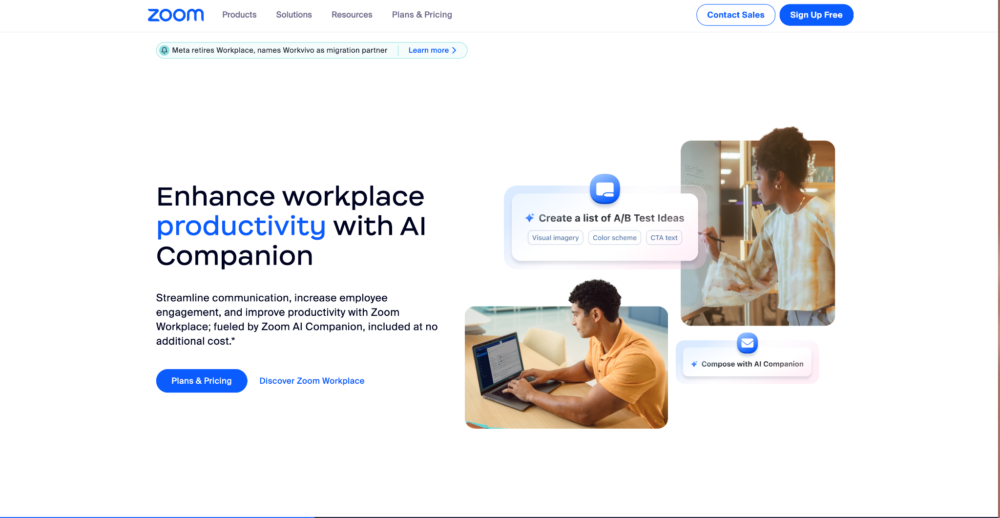 zoom
Products
Solutions
Resources
Plans & Pricing
Contact Sales
Sign Up Free
Meta retires Workplace, names Workvivo as migration partner
Learn more
Enhance workplace
productivity with AI
Companion
Streamline communication, increase employee
engagement, and improve productivity with Zoom
Workplace; fueled by Zoom AI Companion, included at no
additional cost.*
Plans & Pricing
Discover Zoom Workplace
Create a list of A/B Test Ideas
Visual imagery
Color scheme
CTA text
Compose with AI Companion